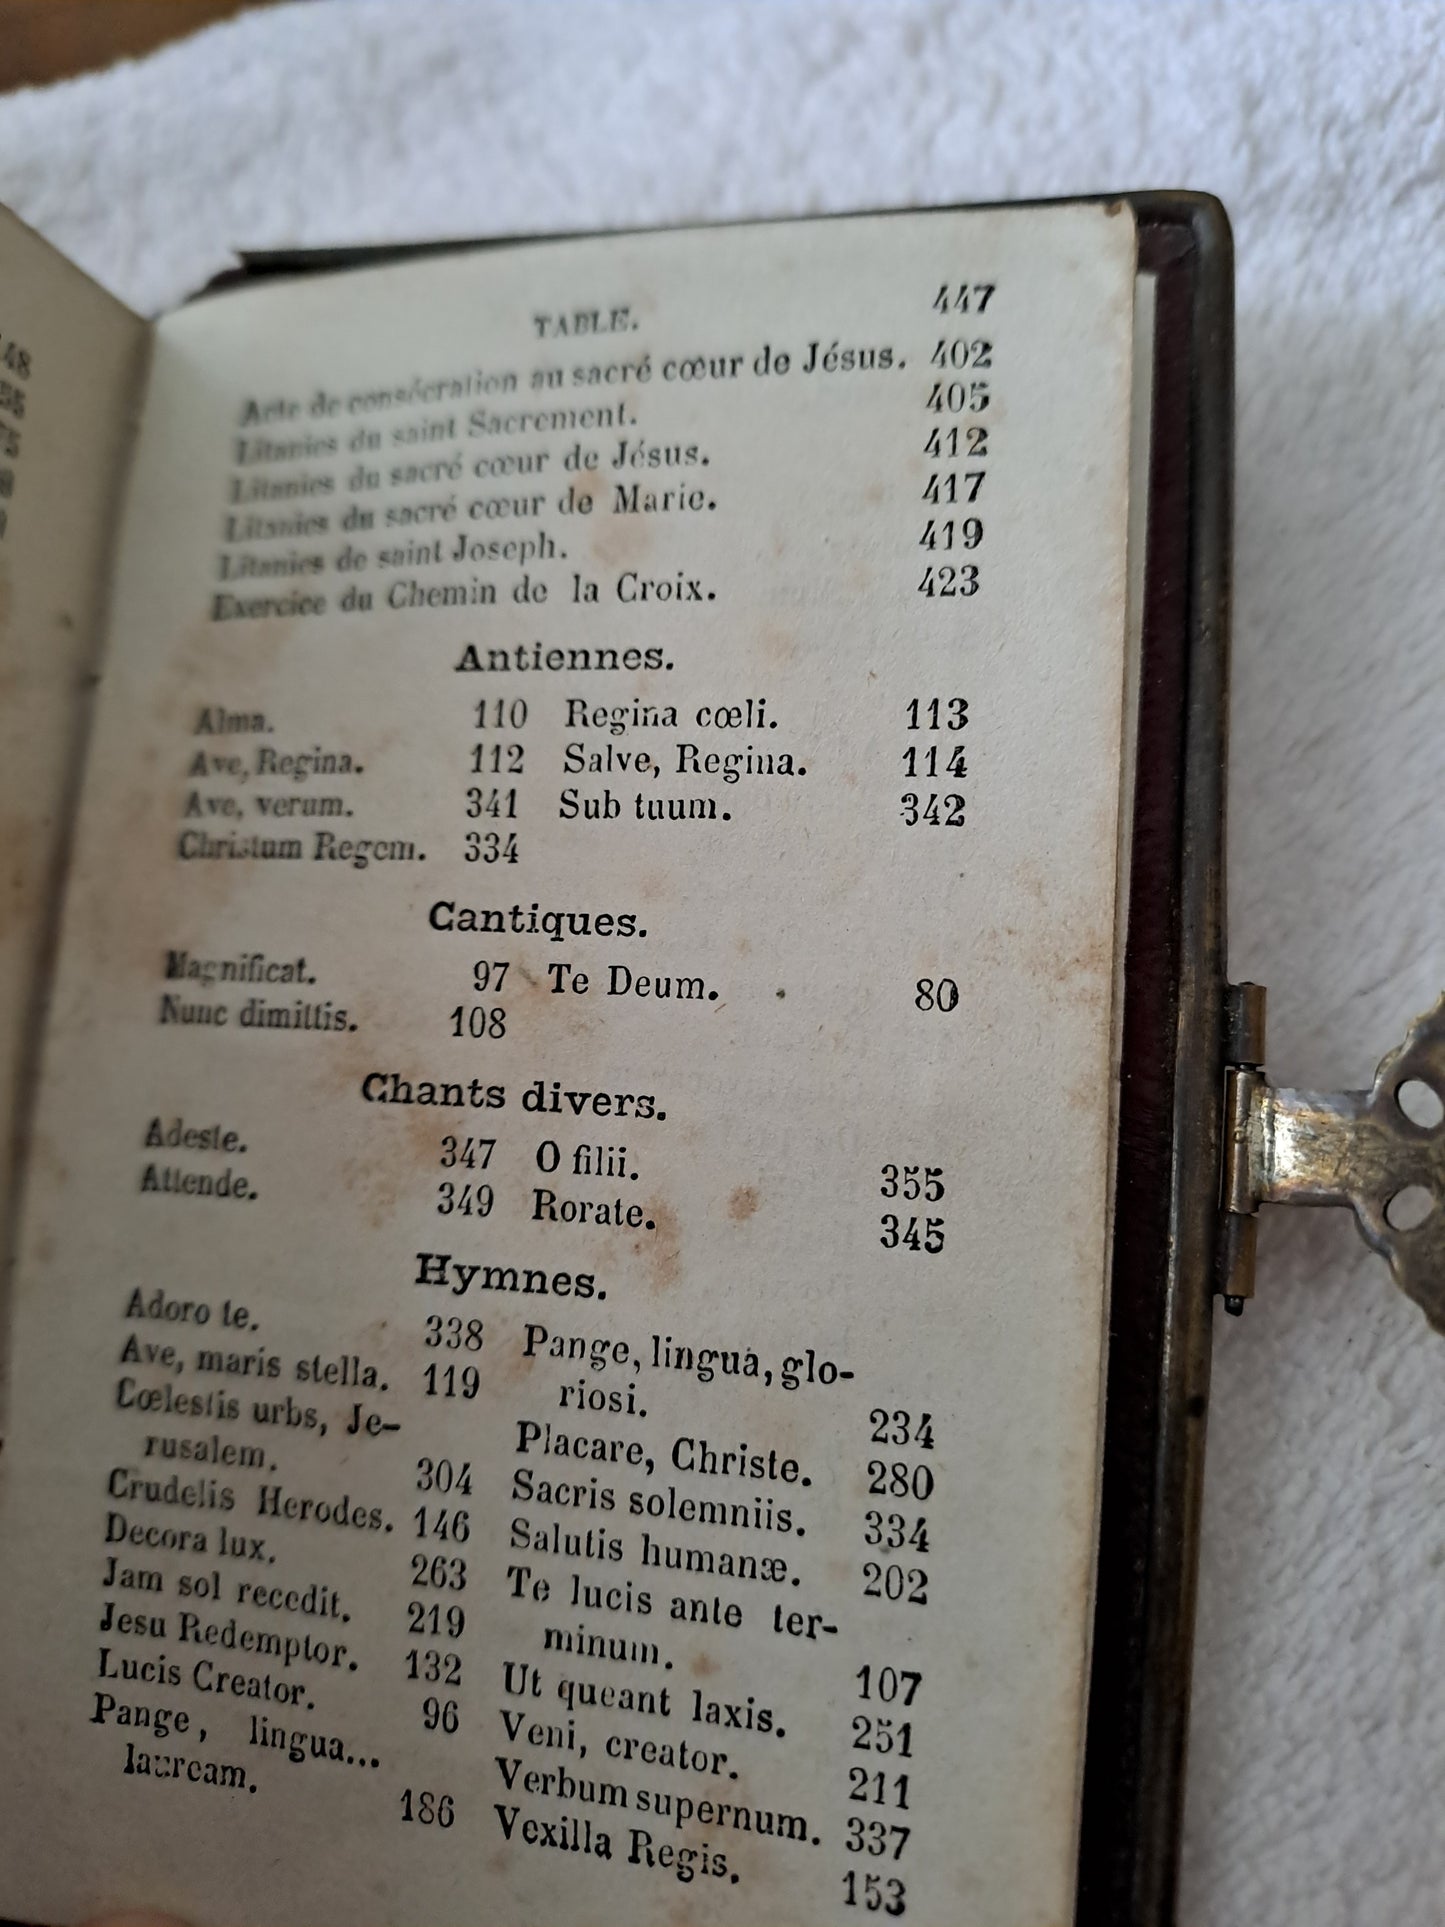 TABLE. 447
Acte de consécration au sacré cœur de Jésus. 402
Litanies du saint Sacrement. 405
Litanies du sacré cœur de Jésus. 412
Litanies du sacré cœur de Marie. 417
Litanies de saint Joseph. 419
Exercice du Chemin de la Croix. 423
Antiennes.
Alma. 110
Ave, Regina. 112
Ave, verum. 341
Christum Regem. 334
Regina cœli. 113
Salve, Regina. 114
Sub tuum. 342
Cantiques.
Magnificat. 97
Nunc dimittis. 108
Te Deum. 80
Chants divers.
Adeste. 347
Attende. 349
O filii. 355
Rorate. 345
Hymnes.
Adoro te. 338
Ave, maris stella. 119
Cœlestis urbs, Je-
rusalem. 304
Crudelis Herodes. 146
Decora lux. 263
Jam sol recedit. 219
Jesu Redemptor. 132
Lucis Creator. 96
Pange, lingua...
lauream. 186
Pange, lingua, glo-
riosi. 234
Placare, Christe. 280
Sacris solemniis. 334
Salutis humanæ. 202
Te lucis ante ter-
minum. 107
Ut queant laxis. 251
Veni, creator. 211
Verbum supernum. 337
Vexilla Regis. 153